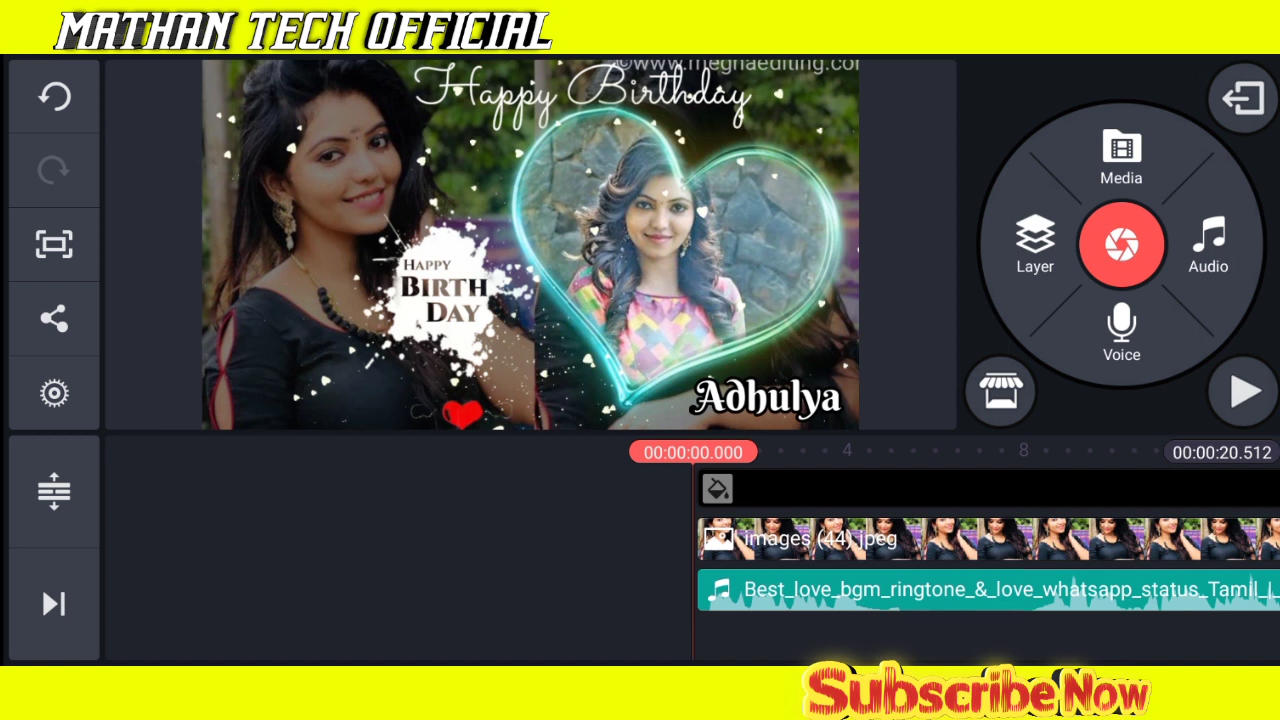 MATHAN TECH OFFICIAL
©www.meghaediting.com
Happy Birthday
HAPPY
BIRTH
DAY
Adhulya
Media
Layer
Audio
Voice
00:00:00.000
4
8
00:00:20.512
images (44).jpeg
Best_love_bgm_ringtone_&_love_whatsapp_status_Tamil_|_
Subscribe Now